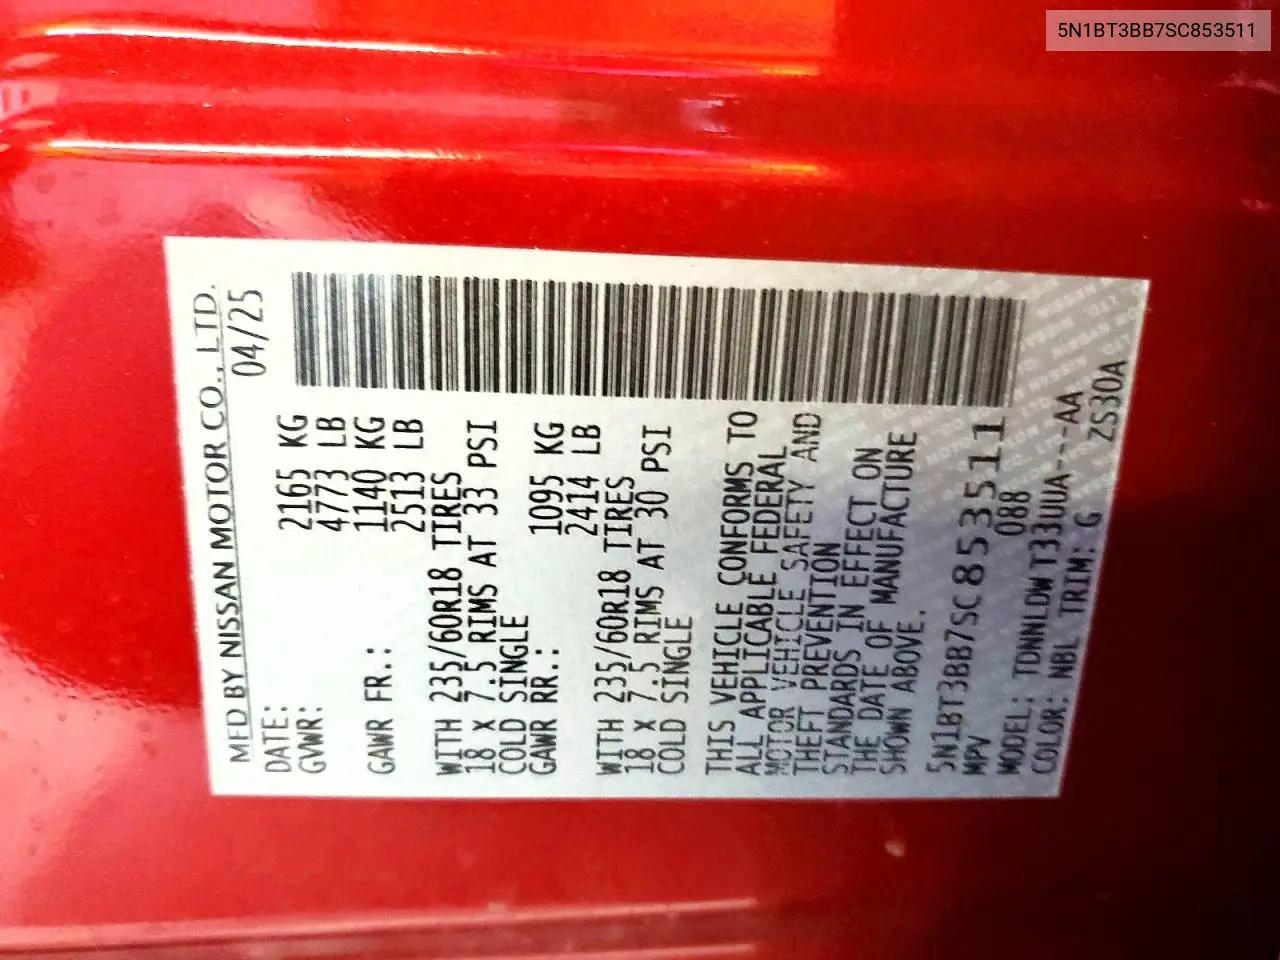 5N1BT3BB7SC853511
MFD BY NISSAN MOTOR CO., LTD.
DATE: 04/25
GVWR: 2165 KG
4773 LB
GAWR FR.: 1140 KG
2513 LB
WITH 235/60R18 TIRES
18 X 7.5 RIMS AT 33 PSI
COLD SINGLE
GAWR RR.: 1095 KG
2414 LB
WITH 235/60R18 TIRES
18 X 7.5 RIMS AT 30 PSI
COLD SINGLE
THIS VEHICLE CONFORMS TO
ALL APPLICABLE FEDERAL
MOTOR VEHICLE SAFETY AND
THEFT PREVENTION
STANDARDS IN EFFECT ON
THE DATE OF MANUFACTURE
SHOWN ABOVE.
5N1BT3BB7SC853511
MPV 088
MODEL: TDNNLDWT33UUA---AA
COLOR: NBL TRIM: G ZS30A